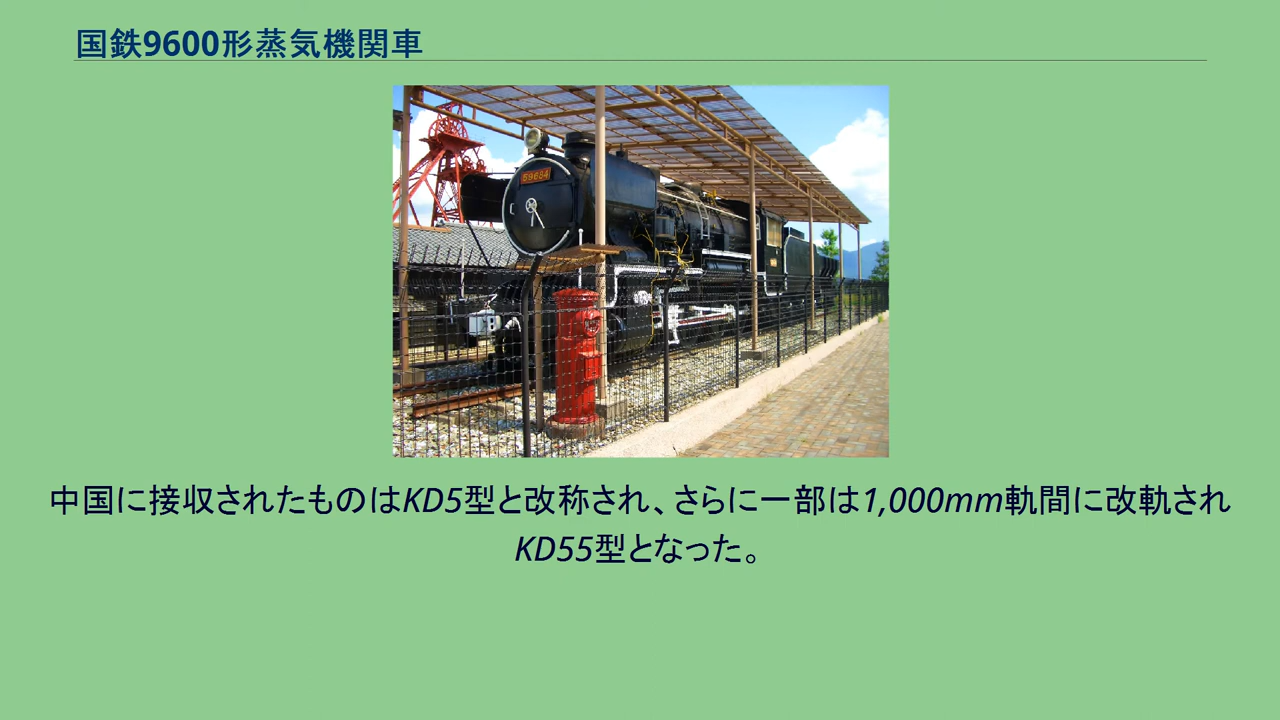 国鉄9600形蒸気機関車
59684
中国に接収されたものはKD5型と改称され、さらに一部は1,000mm軌間に改軌され
KD55型となった。